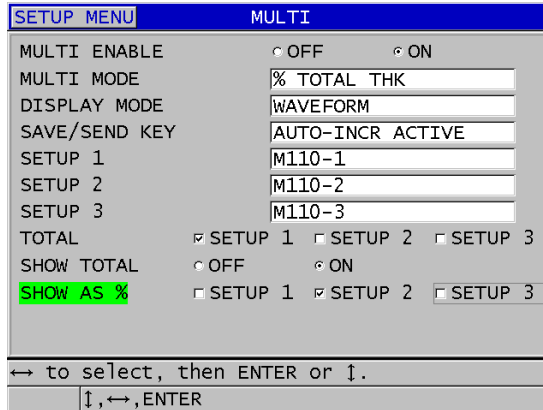 SETUP MENU MULTI
MULTI ENABLE OFF ON
MULTI MODE % TOTAL THK
DISPLAY MODE WAVEFORM
SAVE/SEND KEY AUTO-INCR ACTIVE
SETUP 1 M110-1
SETUP 2 M110-2
SETUP 3 M110-3
TOTAL SETUP 1 SETUP 2 SETUP 3
SHOW TOTAL OFF ON
SHOW AS % SETUP 1 SETUP 2 SETUP 3
↔ to select, then ENTER or ↕.
↕,↔,ENTER